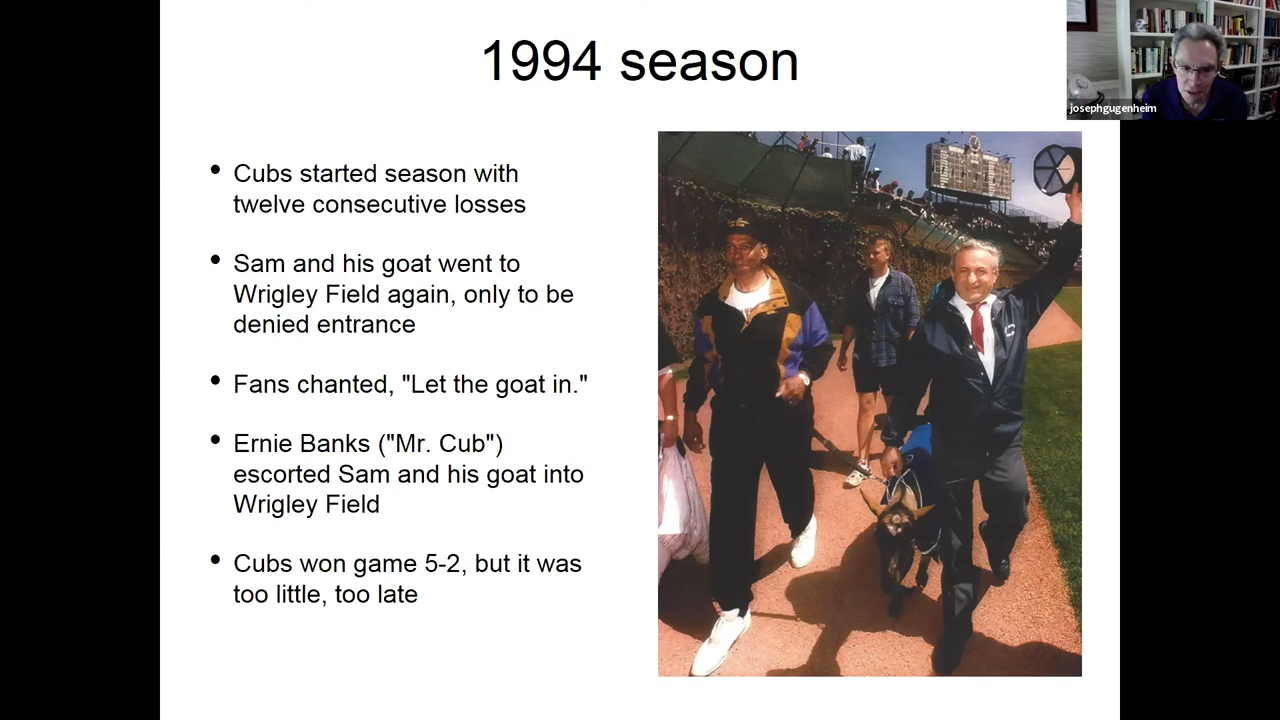 1994 season
josephgugenheim
• Cubs started season with
twelve consecutive losses
• Sam and his goat went to
Wrigley Field again, only to be
denied entrance
• Fans chanted, "Let the goat in."
• Ernie Banks ("Mr. Cub")
escorted Sam and his goat into
Wrigley Field
• Cubs won game 5-2, but it was
too little, too late